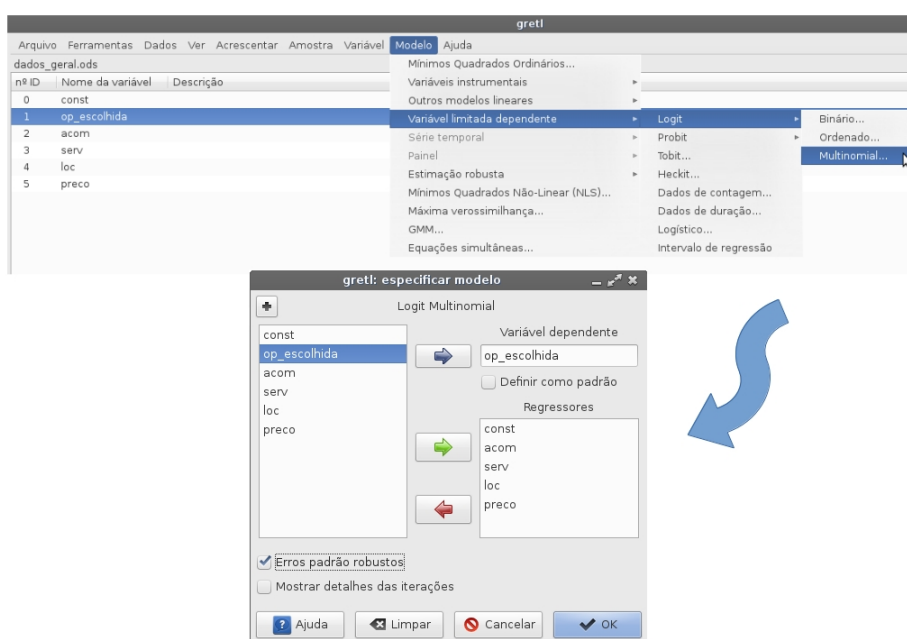 gretl
Arquivo Ferramentas Dados Ver Acrescentar Amostra Variável Modelo Ajuda
dados_geral.ods
nº ID Nome da variável Descrição
0 const
1 op_escolhida
2 acom
3 serv
4 loc
5 preco
Mínimos Quadrados Ordinários...
Variáveis instrumentais
Outros modelos lineares
Variável limitada dependente
Série temporal
Painel
Estimação robusta
Mínimos Quadrados Não-Linear (NLS)...
Máxima verossimilhança...
GMM...
Equações simultâneas...
Logit
Probit
Tobit...
Heckit...
Dados de contagem...
Dados de duração...
Logístico...
Intervalo de regressão
Binário...
Ordenado...
Multinomial...
gretl: especificar modelo
Logit Multinomial
const
op_escolhida
acom
serv
loc
preco
Variável dependente
op_escolhida
Definir como padrão
Regressores
const
acom
serv
loc
preco
Erros padrão robustos
Mostrar detalhes das iterações
Ajuda Limpar Cancelar OK